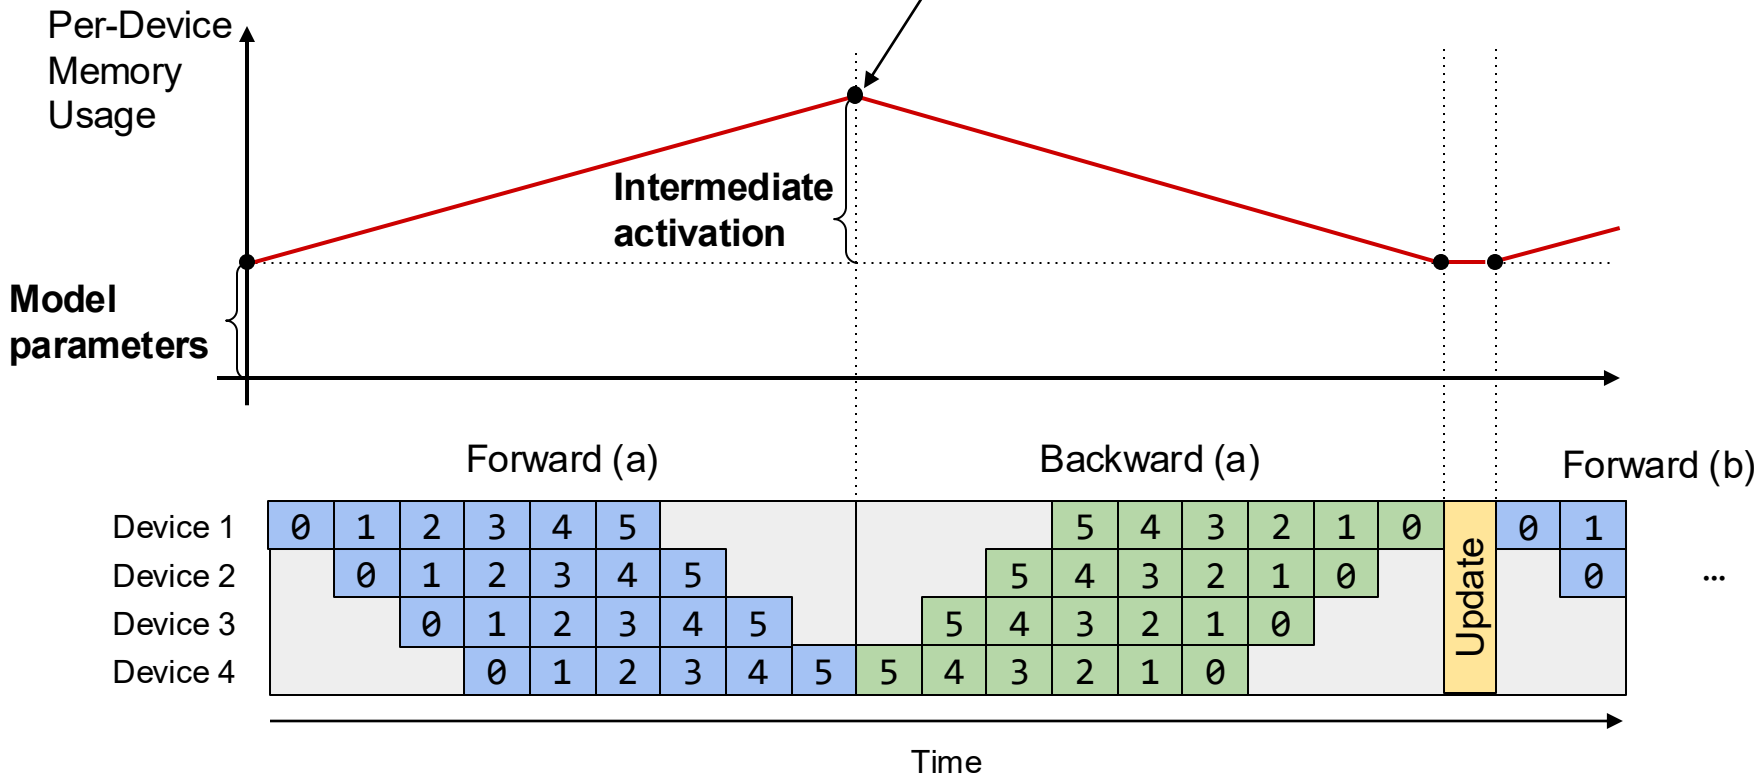 Per-Device
Memory
Usage
Intermediate
activation
Model
parameters
Forward (a)
Backward (a)
Forward (b)
Device 1 0 1 2 3 4 5 5 4 3 2 1 0 0 1
Device 2 0 1 2 3 4 5 5 4 3 2 1 0 0 ...
Device 3 0 1 2 3 4 5 5 4 3 2 1 0
Device 4 0 1 2 3 4 5 5 4 3 2 1 0
Update
Time